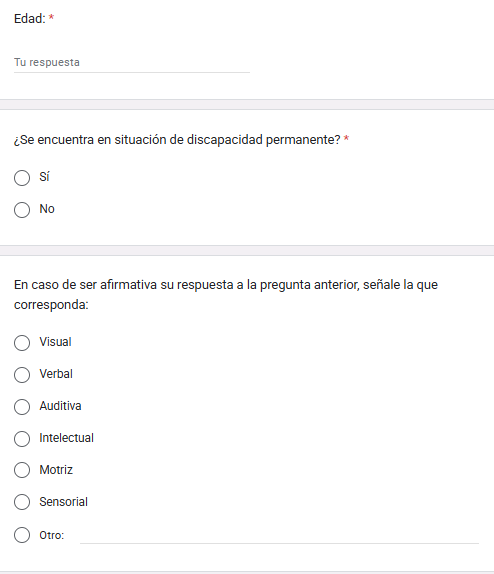 Edad: *
Tu respuesta
¿Se encuentra en situación de discapacidad permanente? *
Sí
No
En caso de ser afirmativa su respuesta a la pregunta anterior, señale la que
corresponda:
Visual
Verbal
Auditiva
Intelectual
Motriz
Sensorial
Otro: